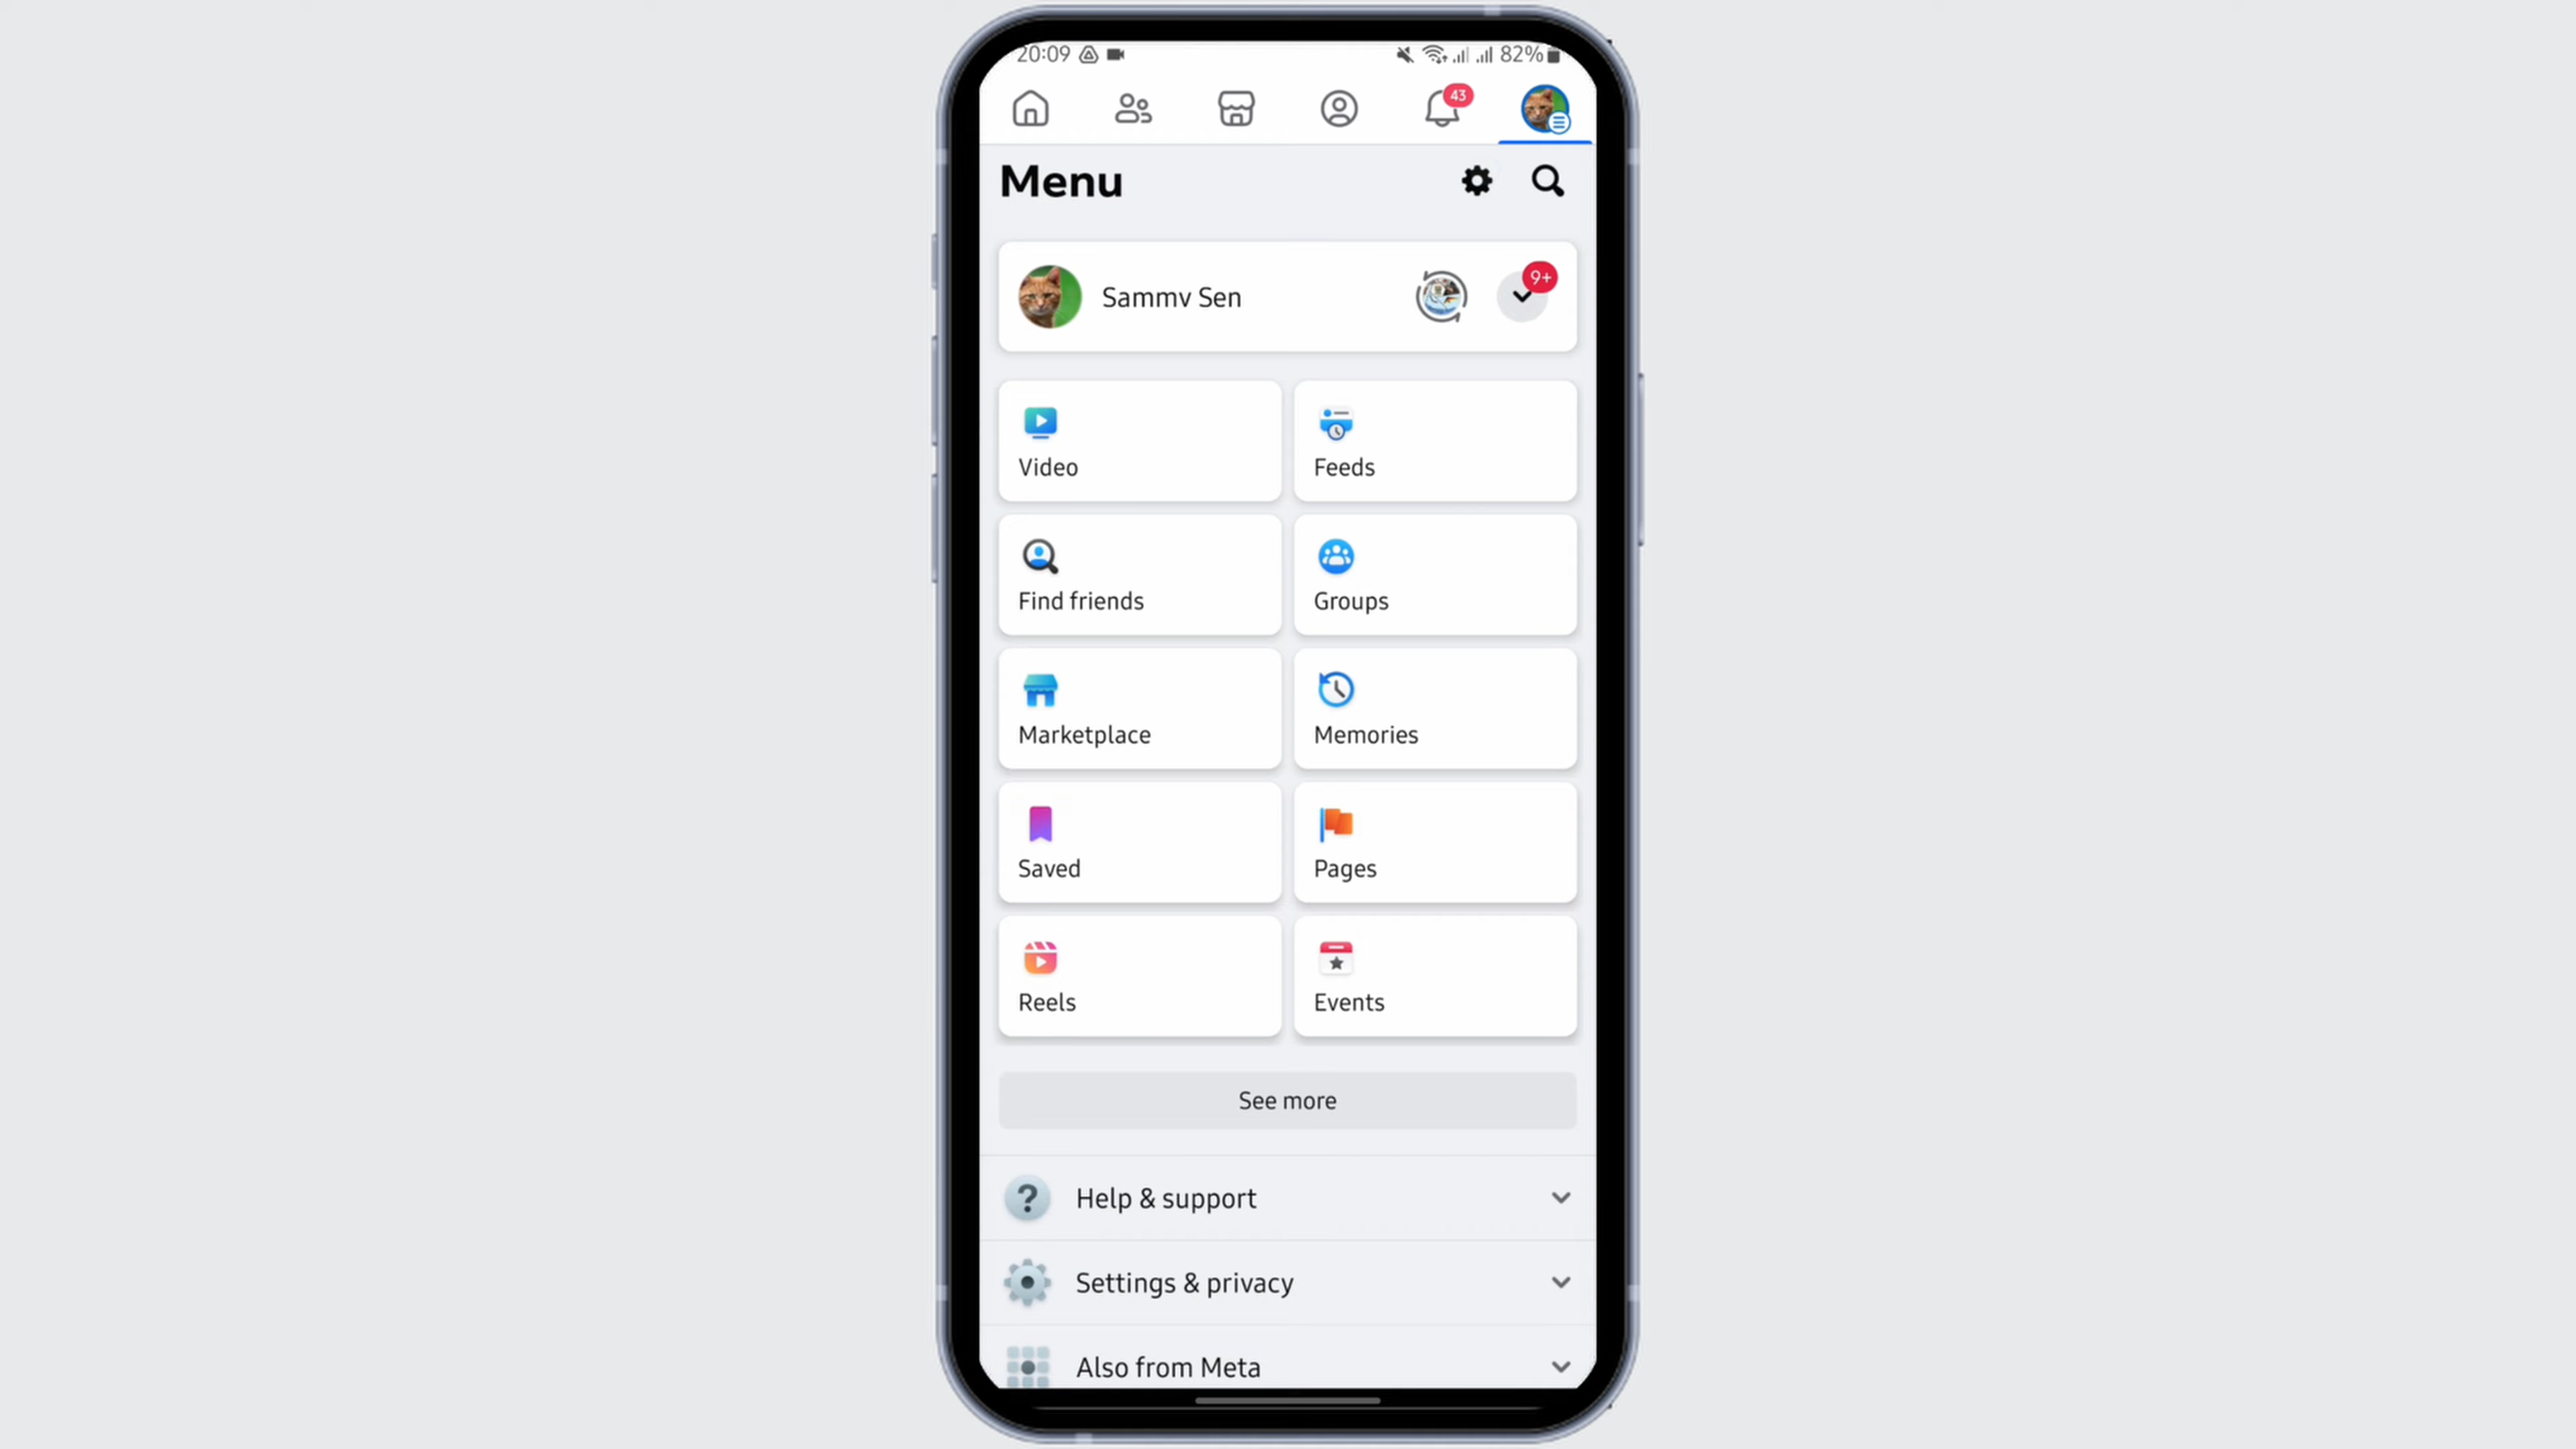 20:09 82%
43
Menu
Sammv Sen 9+
Video Feeds
Find friends Groups
Marketplace Memories
Saved Pages
Reels Events
See more
Help & support
Settings & privacy
Also from Meta